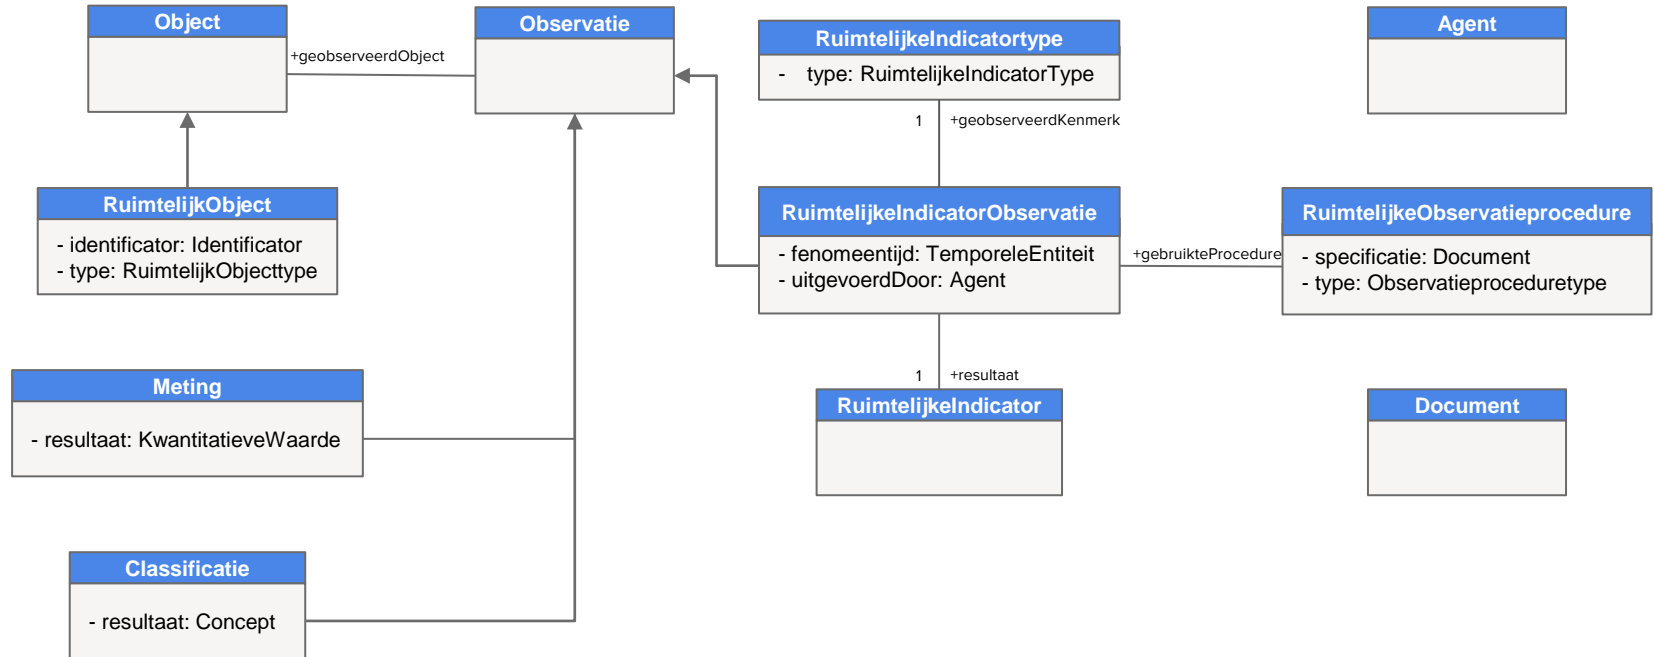 Object
Observatie
+geobserveerdObject
RuimtelijkeIndicatortype
- type: RuimtelijkeIndicatorType
Agent
1 +geobserveerdKenmerk
RuimtelijkObject
- identificator: Identificator
- type: RuimtelijkObjecttype
RuimtelijkeIndicatorObservatie
- fenomeentijd: TemporeleEntiteit
- uitgevoerdDoor: Agent
+gebruikteProcedure
RuimtelijkeObservatieprocedure
- specificatie: Document
- type: Observatieproceduretype
1 +resultaat
Meting
- resultaat: KwantitatieveWaarde
RuimtelijkeIndicator
Document
Classificatie
- resultaat: Concept